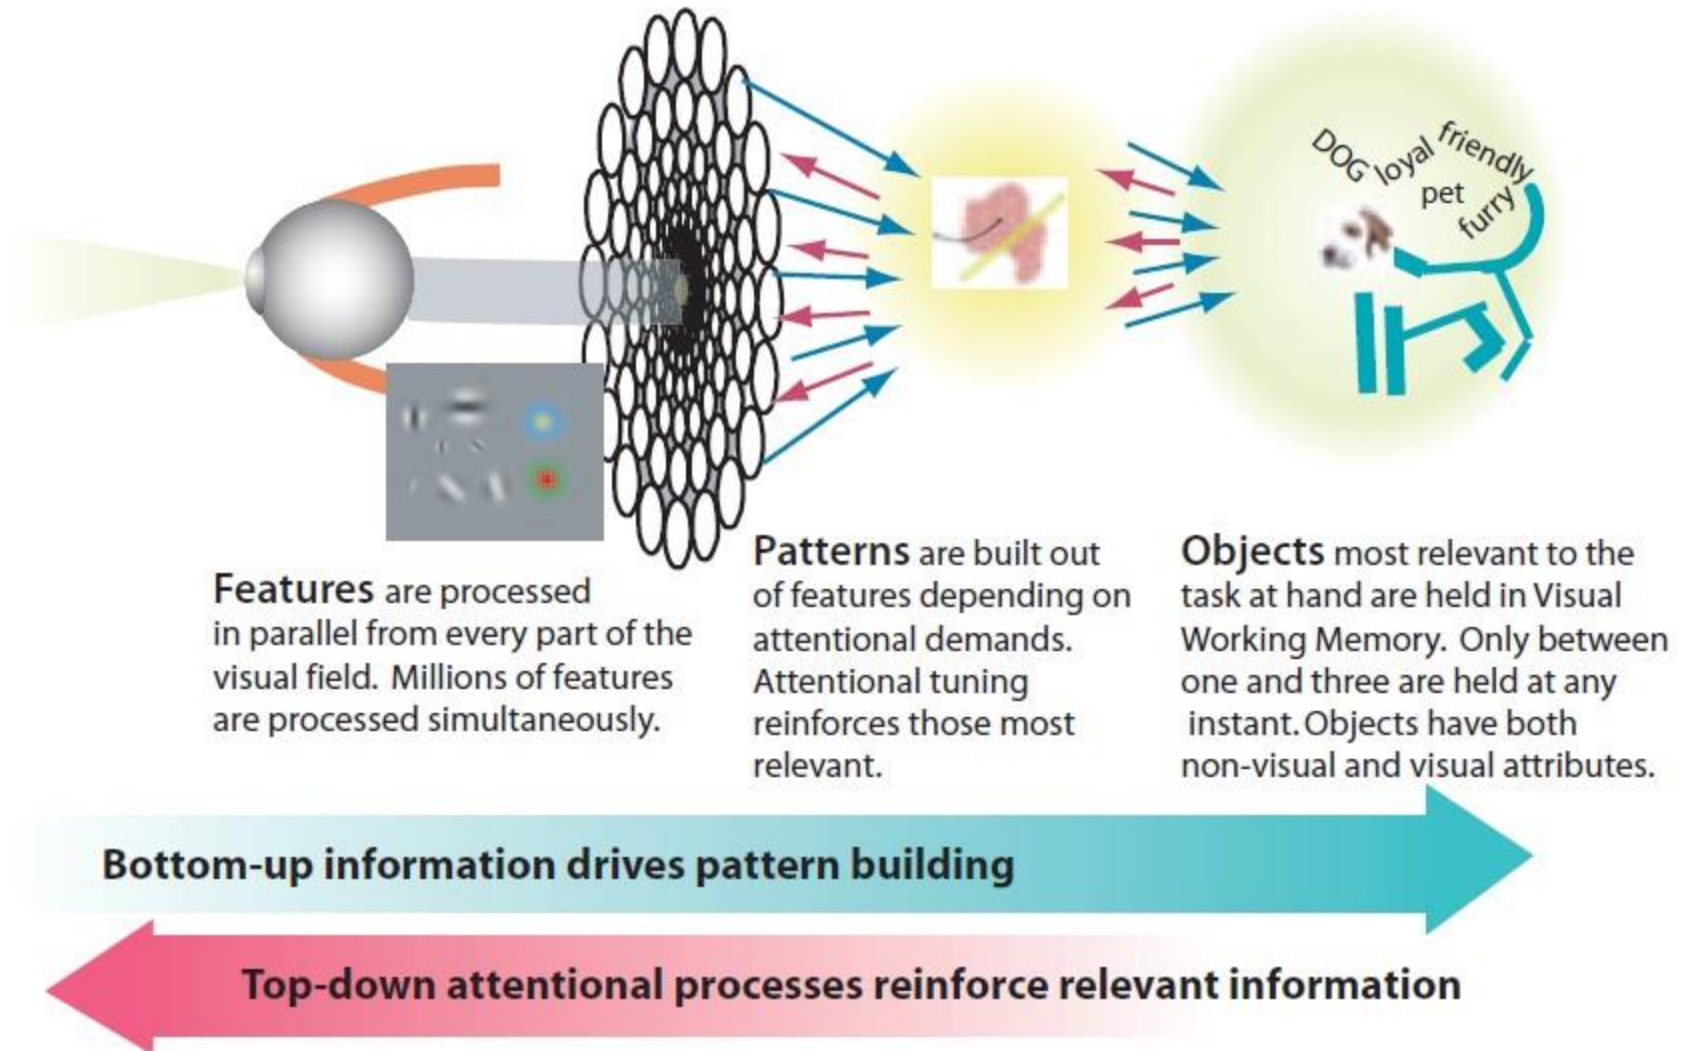 DOG
loyal
friendly
pet
furry
Features are processed
in parallel from every part of the
visual field. Millions of features
are processed simultaneously.
Patterns are built out
of features depending on
attentional demands.
Attentional tuning
reinforces those most
relevant.
Objects most relevant to the
task at hand are held in Visual
Working Memory. Only between
one and three are held at any
instant. Objects have both
non-visual and visual attributes.
Bottom-up information drives pattern building
Top-down attentional processes reinforce relevant information